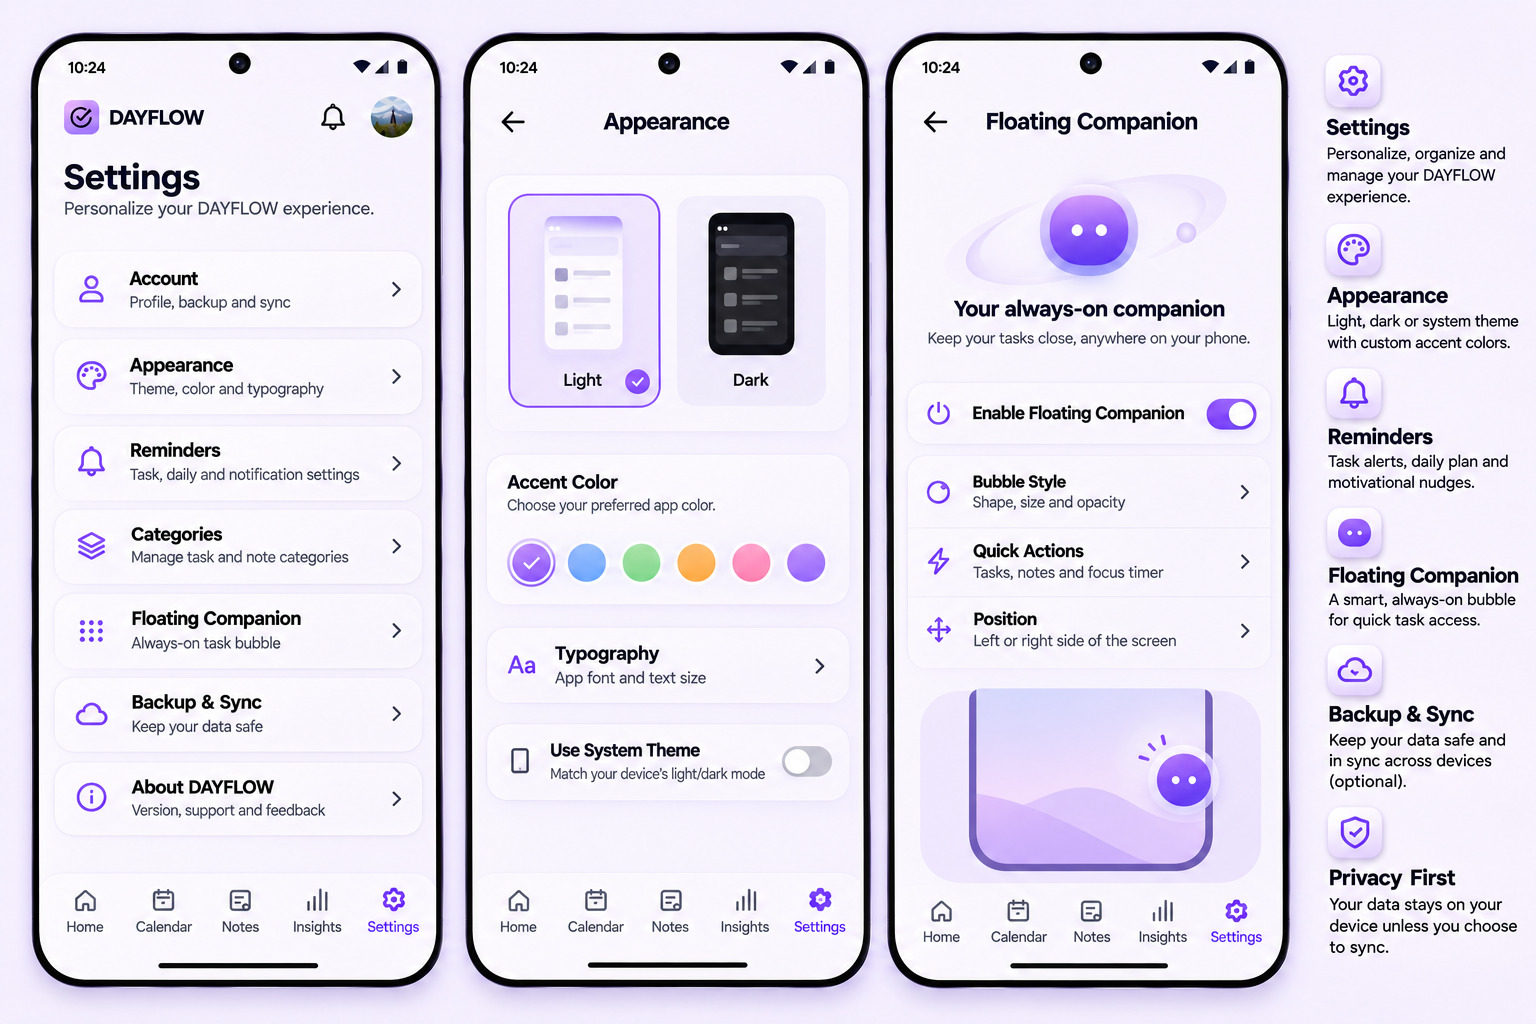 10:24
DAYFLOW
Settings
Personalize your DAYFLOW experience.
Account
Profile, backup and sync
Appearance
Theme, color and typography
Reminders
Task, daily and notification settings
Categories
Manage task and note categories
Floating Companion
Always-on task bubble
Backup & Sync
Keep your data safe
About DAYFLOW
Version, support and feedback
Home
Calendar
Notes
Insights
Settings
10:24
Appearance
Light
Dark
Accent Color
Choose your preferred app color.
Aa
Typography
App font and text size
Use System Theme
Match your device's light/dark mode
Home
Calendar
Notes
Insights
Settings
10:24
Floating Companion
Your always-on companion
Keep your tasks close, anywhere on your phone.
Enable Floating Companion
Bubble Style
Shape, size and opacity
Quick Actions
Tasks, notes and focus timer
Position
Left or right side of the screen
Home
Calendar
Notes
Insights
Settings
Settings
Personalize, organize and
manage your DAYFLOW
experience.
Appearance
Light, dark or system theme
with custom accent colors.
Reminders
Task alerts, daily plan and
motivational nudges.
Floating Companion
A smart, always-on bubble
for quick task access.
Backup & Sync
Keep your data safe and
in sync across devices
(optional).
Privacy First
Your data stays on your
device unless you choose
to sync.